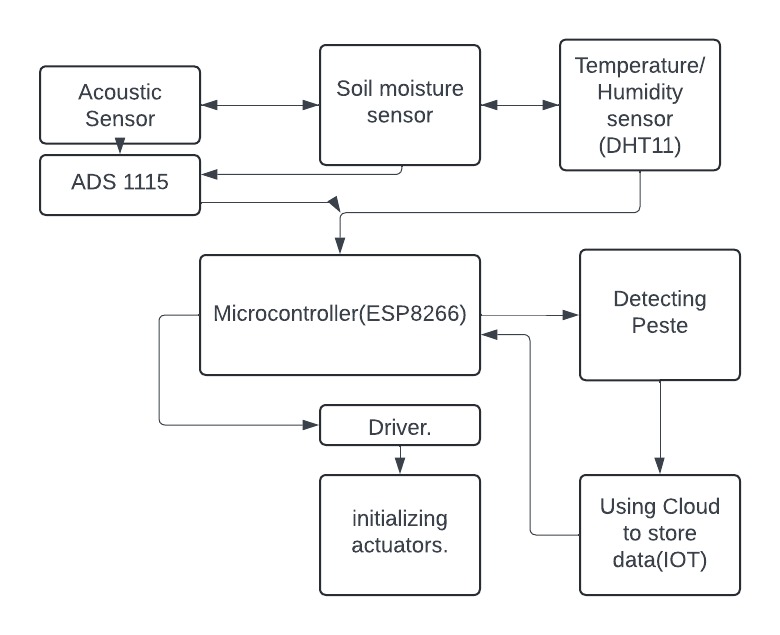 Acoustic
Sensor
Soil moisture
sensor
Temperature/
Humidity
sensor
(DHT11)
ADS 1115
Microcontroller(ESP8266)
Detecting
Peste
Driver.
initializing
actuators.
Using Cloud
to store
data(IOT)